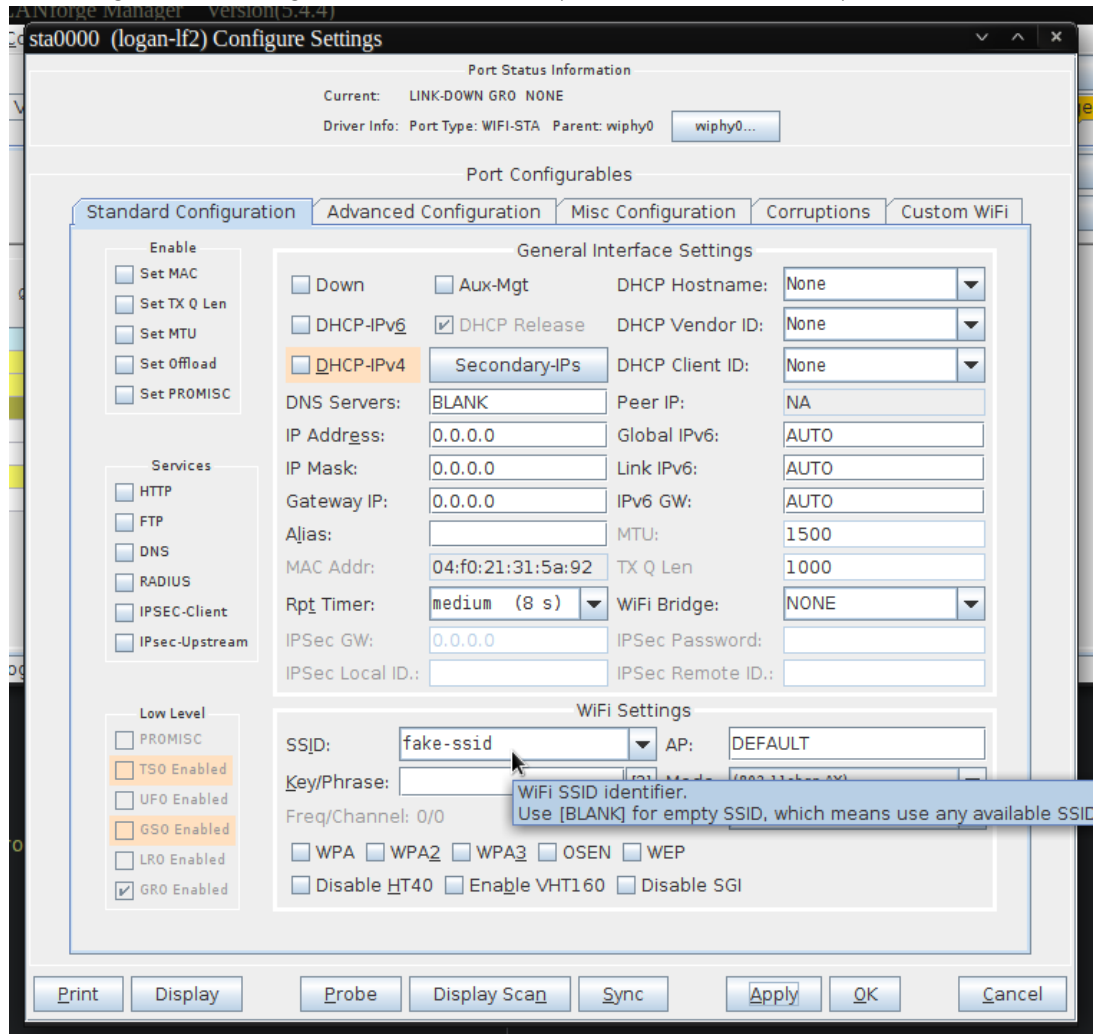 LANforge Manager Version(5.4.4)
sta0000 (logan-lf2) Configure Settings
Port Status Information
Current: LINK-DOWN GRO NONE
Driver Info: Port Type: WIFI-STA Parent: wiphy0 wiphy0...
Port Configurables
Standard Configuration Advanced Configuration Misc Configuration Corruptions Custom WiFi
Enable
Set MAC
Set TX Q Len
Set MTU
Set Offload
Set PROMISC
Services
HTTP
FTP
DNS
RADIUS
IPSEC-Client
IPsec-Upstream
Low Level
PROMISC
TSO Enabled
UFO Enabled
GSO Enabled
LRO Enabled
GRO Enabled
General Interface Settings
Down Aux-Mgt DHCP Hostname: None
DHCP-IPv6 DHCP Release DHCP Vendor ID: None
DHCP-IPv4 Secondary-IPs DHCP Client ID: None
DNS Servers: BLANK Peer IP: NA
IP Address: 0.0.0.0 Global IPv6: AUTO
IP Mask: 0.0.0.0 Link IPv6: AUTO
Gateway IP: 0.0.0.0 IPv6 GW: AUTO
Alias: MTU: 1500
MAC Addr: 04:f0:21:31:5a:92 TX Q Len 1000
Rpt Timer: medium (8 s) WiFi Bridge: NONE
IPSec GW: 0.0.0.0 IPSec Password:
IPSec Local ID.: IPSec Remote ID.:
WiFi Settings
SSID: fake-ssid AP: DEFAULT
Key/Phrase:
WiFi SSID identifier.
Use [BLANK] for empty SSID, which means use any available SSID
Freq/Channel: 0/0
WPA WPA2 WPA3 OSEN WEP
Disable HT40 Enable VHT160 Disable SGI
Print Display Probe Display Scan Sync Apply OK Cancel